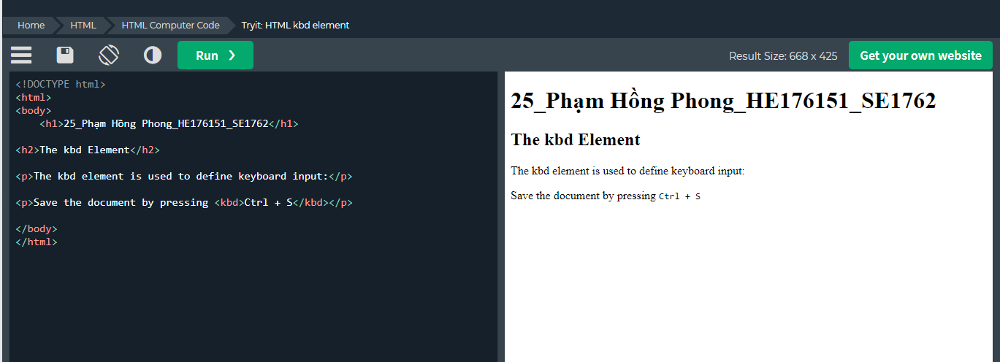 Home HTML HTML Computer Code Tryit: HTML kbd element
Run ❯ Result Size: 668 x 425 Get your own website
<!DOCTYPE html>
<html>
<body>
    <h1>25_Phạm Hồng Phong_HE176151_SE1762</h1>
<h2>The kbd Element</h2>
<p>The kbd element is used to define keyboard input:</p>
<p>Save the document by pressing <kbd>Ctrl + S</kbd></p>
</body>
</html>
25_Phạm Hồng Phong_HE176151_SE1762
The kbd Element
The kbd element is used to define keyboard input:
Save the document by pressing Ctrl + S